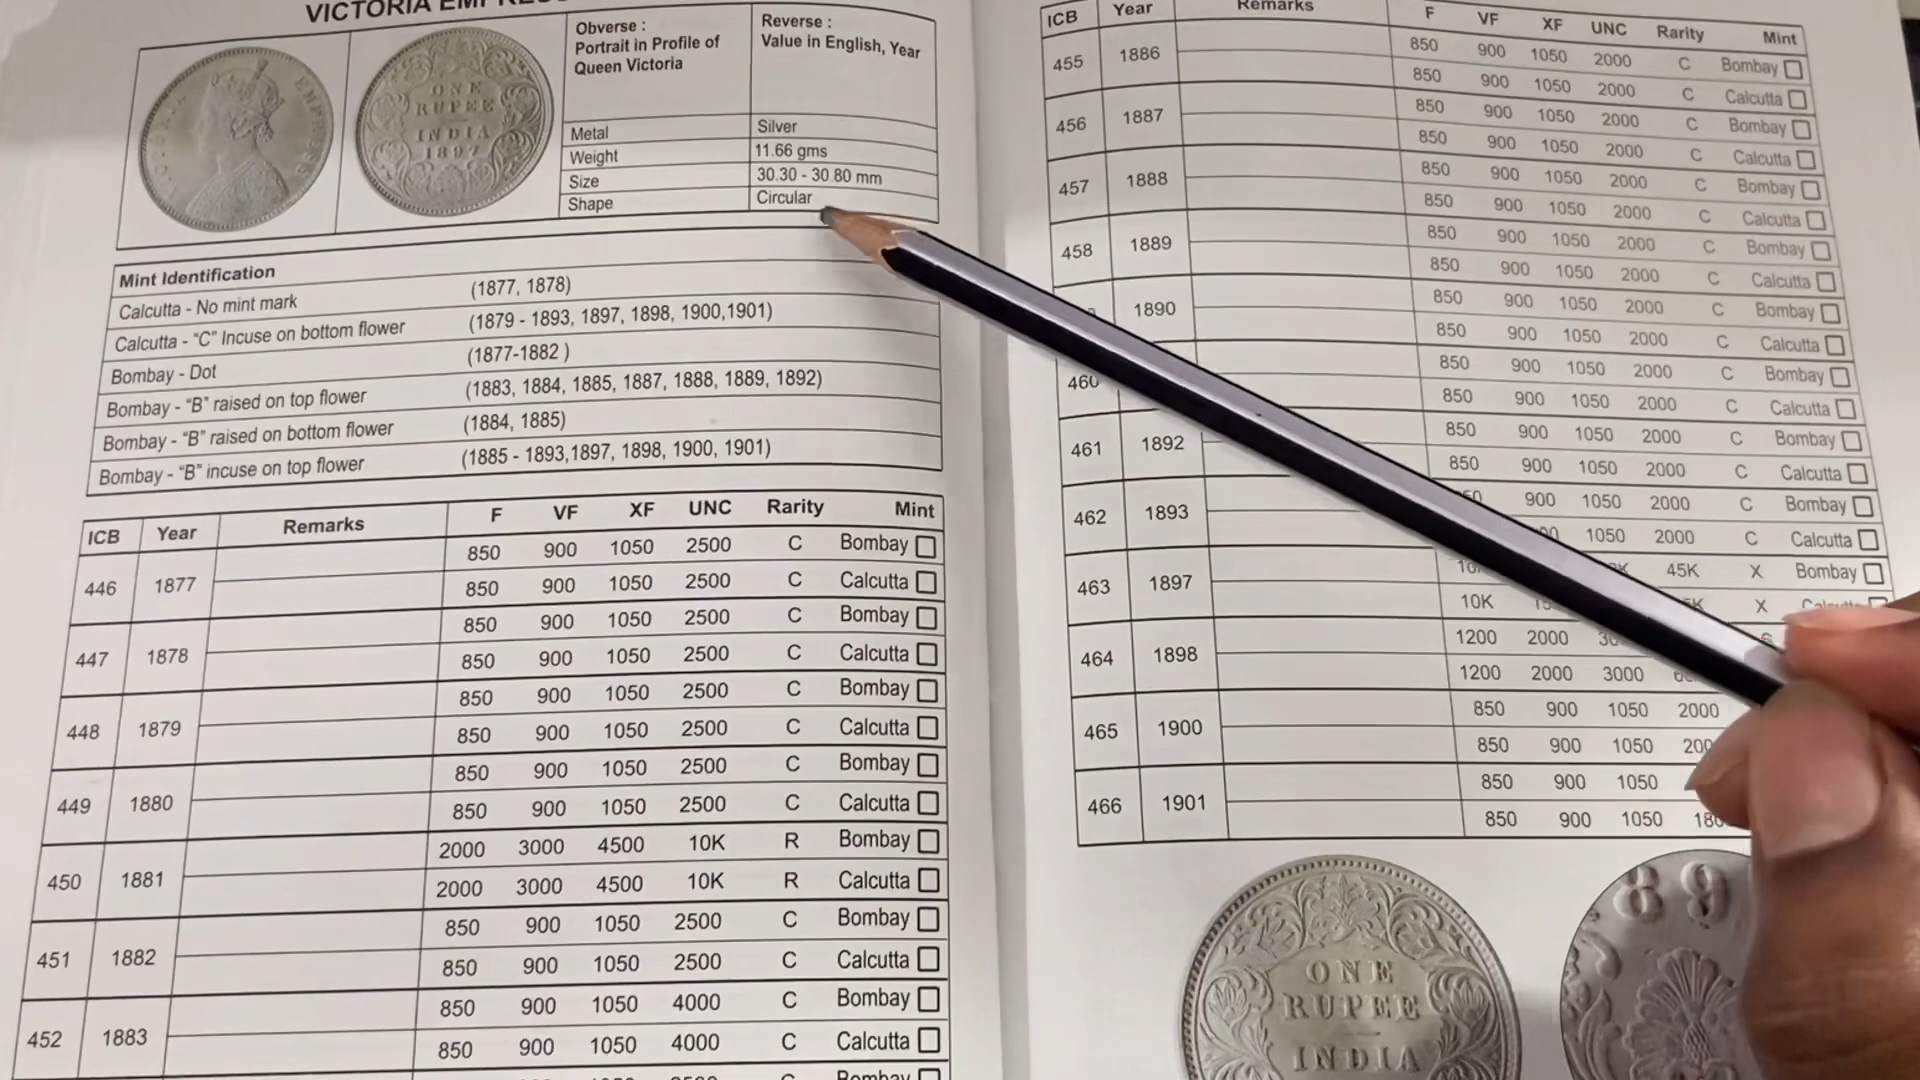 VICTORIA
Obverse :
Portrait in Profile of
Queen Victoria
Reverse :
Value in English, Year
Metal Silver
Weight 11.66 gms
Size 30.30 - 30.80 mm
Shape Circular
EMPRESS
ONE
RUPEE
INDIA
1897
Mint Identification
Calcutta - No mint mark (1877, 1878)
Calcutta - “C” Incuse on bottom flower (1879 - 1893, 1897, 1898, 1900,1901)
Bombay - Dot (1877-1882 )
Bombay - “B” raised on top flower (1883, 1884, 1885, 1887, 1888, 1889, 1892)
Bombay - “B” raised on bottom flower (1884, 1885)
Bombay - “B” incuse on top flower (1885 - 1893,1897, 1898, 1900, 1901)
ICB Year Remarks F VF XF UNC Rarity Mint
446 1877 850 900 1050 2500 C Bombay
850 900 1050 2500 C Calcutta
447 1878 850 900 1050 2500 C Bombay
850 900 1050 2500 C Calcutta
448 1879 850 900 1050 2500 C Bombay
850 900 1050 2500 C Calcutta
449 1880 850 900 1050 2500 C Bombay
850 900 1050 2500 C Calcutta
450 1881 2000 3000 4500 10K R Bombay
2000 3000 4500 10K R Calcutta
451 1882 850 900 1050 2500 C Bombay
850 900 1050 2500 C Calcutta
452 1883 850 900 1050 4000 C Bombay
850 900 1050 4000 C Calcutta
Bombay
ICB Year Remarks F VF XF UNC Rarity Mint
455 1886 850 900 1050 2000 C Bombay
850 900 1050 2000 C Calcutta
456 1887 850 900 1050 2000 C Bombay
850 900 1050 2000 C Calcutta
457 1888 850 900 1050 2000 C Bombay
850 900 1050 2000 C Calcutta
458 1889 850 900 1050 2000 C Bombay
850 900 1050 2000 C Calcutta
1890 850 900 1050 2000 C Bombay
850 900 1050 2000 C Calcutta
460 850 900 1050 2000 C Bombay
850 900 1050 2000 C Calcutta
461 1892 850 900 1050 2000 C Bombay
850 900 1050 2000 C Calcutta
462 1893 900 1050 2000 C Bombay
1050 2000 C Calcutta
463 1897 45K X Bombay
10K X
464 1898 1200 2000
1200 2000 3000
465 1900 850 900 1050 2000
850 900 1050
466 1901 850 900 1050
850 900 1050
ONE
RUPEE
INDIA
89